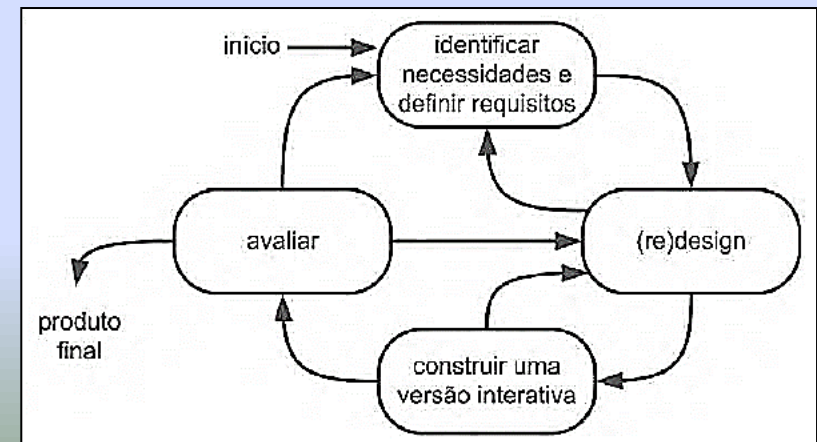 início
identificar
necessidades e
definir requisitos
avaliar
(re)design
produto
final
construir uma
versão interativa